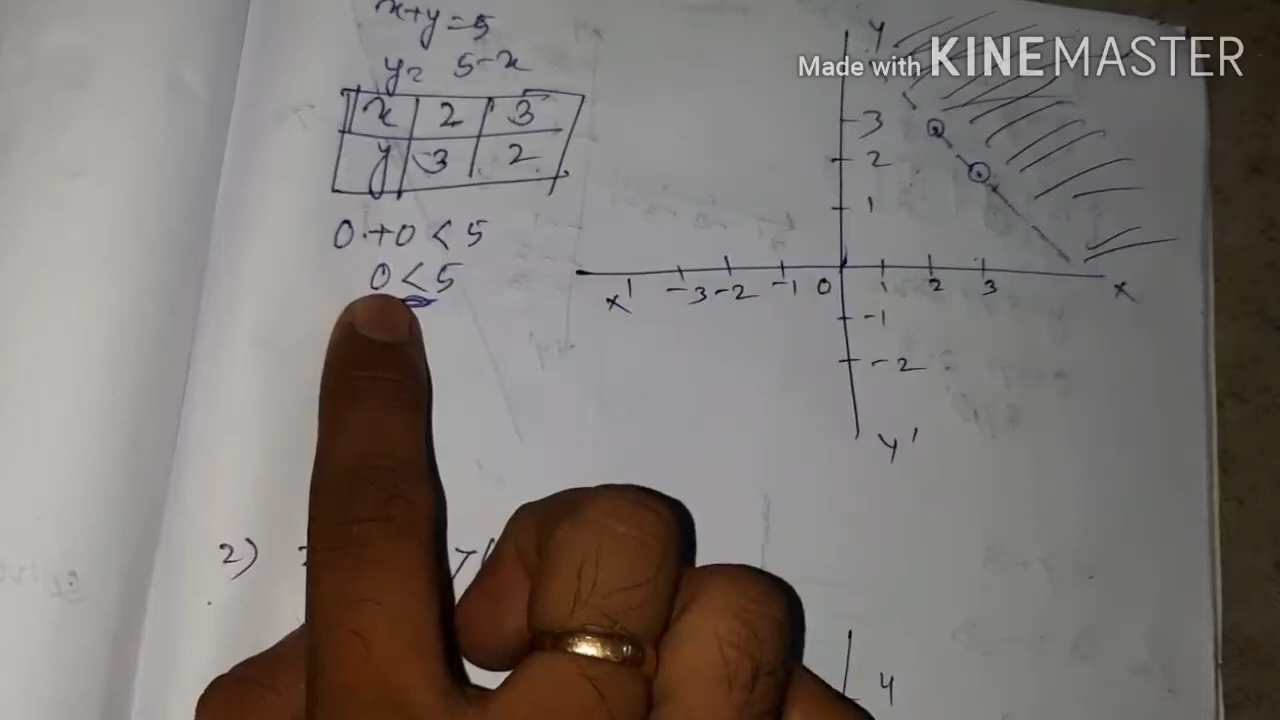 x+y=5
y= 5-x
x 2 3
y 3 2
0+0<5
0<5
2)
Made with KINEMASTER
Y
3
2
1
X' -3 -2 -1 0 1 2 3 X
-1
-2
Y'
4